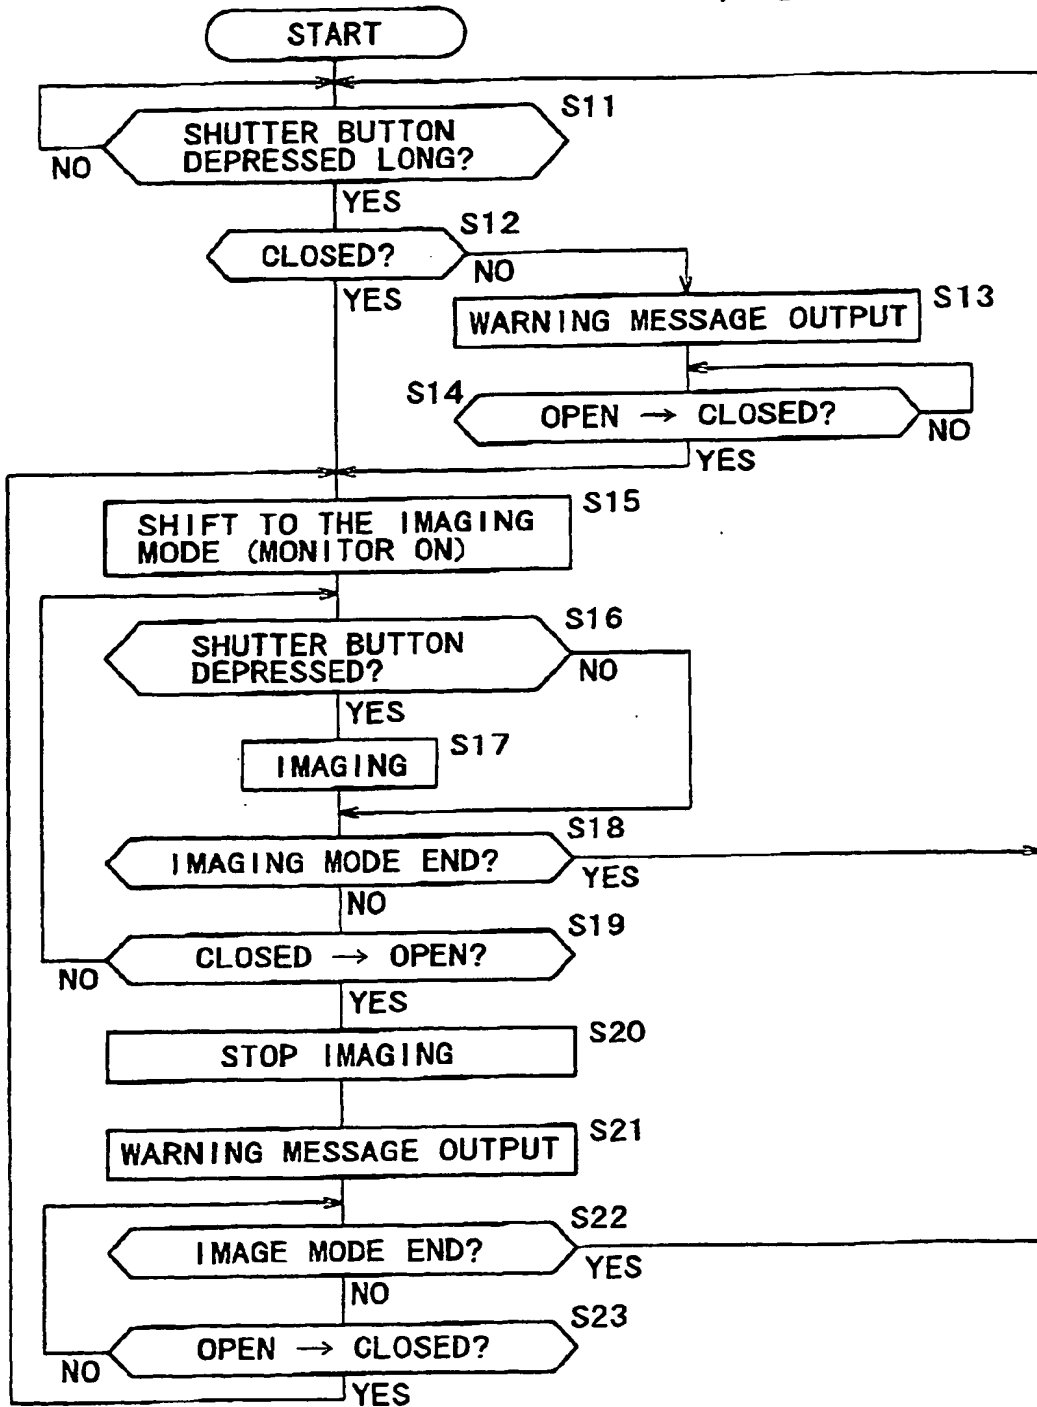 START
S11
SHUTTER BUTTON
DEPRESSED LONG?
NO
YES
S12
CLOSED?
NO
YES
S13
WARNING MESSAGE OUTPUT
S14
OPEN → CLOSED?
NO
YES
S15
SHIFT TO THE IMAGING
MODE (MONITOR ON)
S16
SHUTTER BUTTON
DEPRESSED?
NO
YES
S17
IMAGING
S18
IMAGING MODE END?
YES
NO
S19
CLOSED → OPEN?
NO
YES
S20
STOP IMAGING
S21
WARNING MESSAGE OUTPUT
S22
IMAGE MODE END?
YES
NO
S23
OPEN → CLOSED?
NO
YES